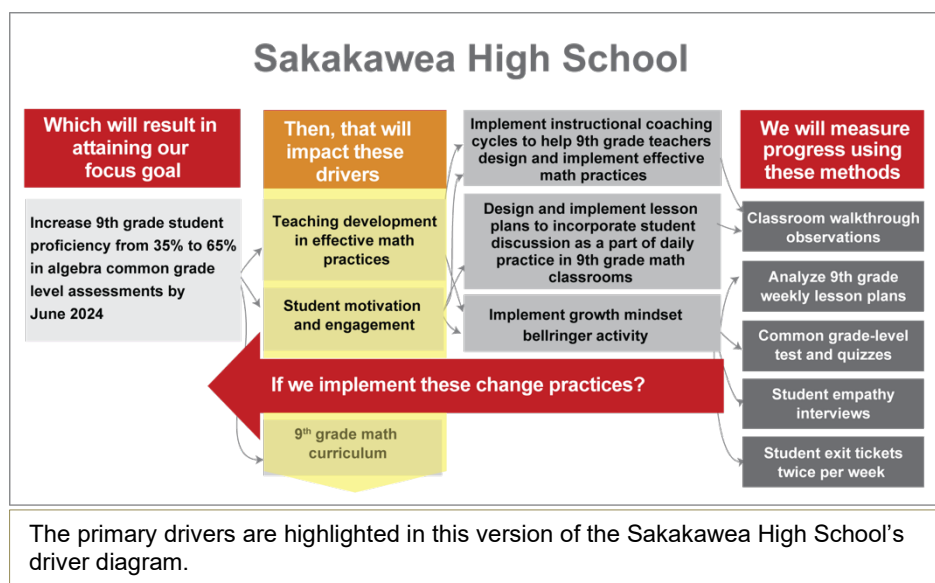 Sakakawea High School
Which will result in
attaining our
focus goal
Increase 9th grade student
proficiency from 35% to 65%
in algebra common grade
level assessments by
June 2024
Then, that will
impact these
drivers
Teaching development
in effective math
practices
Student motivation
and engagement
9th grade math
curriculum
Implement instructional coaching
cycles to help 9th grade teachers
design and implement effective
math practices
Design and implement lesson
plans to incorporate student
discussion as a part of daily
practice in 9th grade math
classrooms
Implement growth mindset
bellringer activity
If we implement these change practices?
We will measure
progress using
these methods
Classroom walkthrough
observations
Analyze 9th grade
weekly lesson plans
Common grade-level
test and quizzes
Student empathy
interviews
Student exit tickets
twice per week
The primary drivers are highlighted in this version of the Sakakawea High School’s
driver diagram.